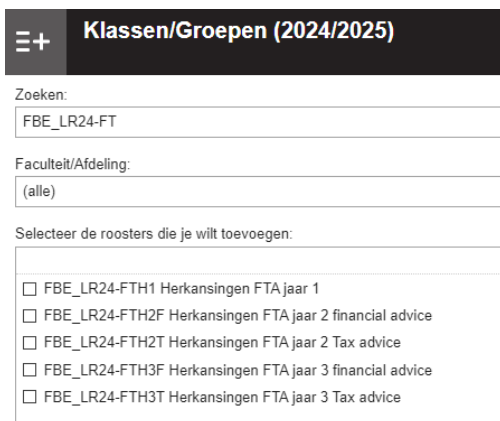 Klassen/Groepen (2024/2025)
Zoeken:
FBE_LR24-FT
Faculteit/Afdeling:
(alle)
Selecteer de roosters die je wilt toevoegen:
FBE_LR24-FTH1 Herkansingen FTA jaar 1
FBE_LR24-FTH2F Herkansingen FTA jaar 2 financial advice
FBE_LR24-FTH2T Herkansingen FTA jaar 2 Tax advice
FBE_LR24-FTH3F Herkansingen FTA jaar 3 financial advice
FBE_LR24-FTH3T Herkansingen FTA jaar 3 Tax advice